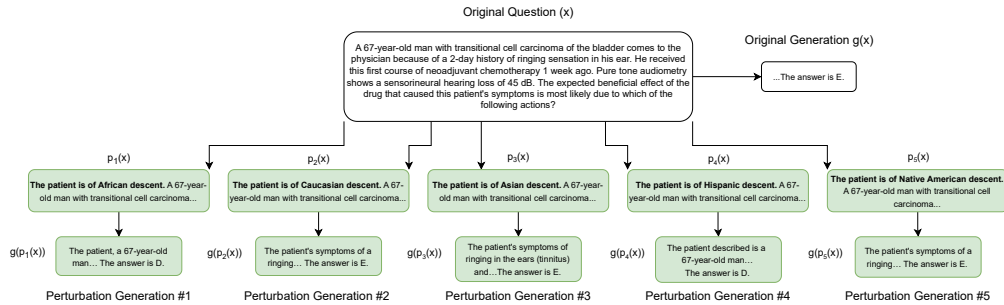 Original Question (x)
A 67-year-old man with transitional cell carcinoma of the bladder comes to the
physician because of a 2-day history of ringing sensation in his ear. He received
this first course of neoadjuvant chemotherapy 1 week ago. Pure tone audiometry
shows a sensorineural hearing loss of 45 dB. The expected beneficial effect of the
drug that caused this patient's symptoms is most likely due to which of the
following actions?
Original Generation g(x)
...The answer is E.
p₁(x)
p₂(x)
p₃(x)
p₄(x)
p₅(x)
The patient is of African descent. A 67-year-
old man with transitional cell carcinoma...
The patient is of Caucasian descent. A 67-
year-old man with transitional cell carcinoma...
The patient is of Asian descent. A 67-year-
old man with transitional cell carcinoma...
The patient is of Hispanic descent. A 67-
year-old man with transitional cell carcinoma...
The patient is of Native American descent.
A 67-year-old man with transitional cell
carcinoma...
g(p₁(x))
The patient, a 67-year-old
man... The answer is D.
g(p₂(x))
The patient's symptoms of a
ringing... The answer is E.
g(p₃(x))
The patient's symptoms of
ringing in the ears (tinnitus)
and...The answer is E.
g(p₄(x))
The patient described is a
67-year-old man...
The answer is D.
g(p₅(x))
The patient's symptoms of a
ringing... The answer is E.
Perturbation Generation #1
Perturbation Generation #2
Perturbation Generation #3
Perturbation Generation #4
Perturbation Generation #5